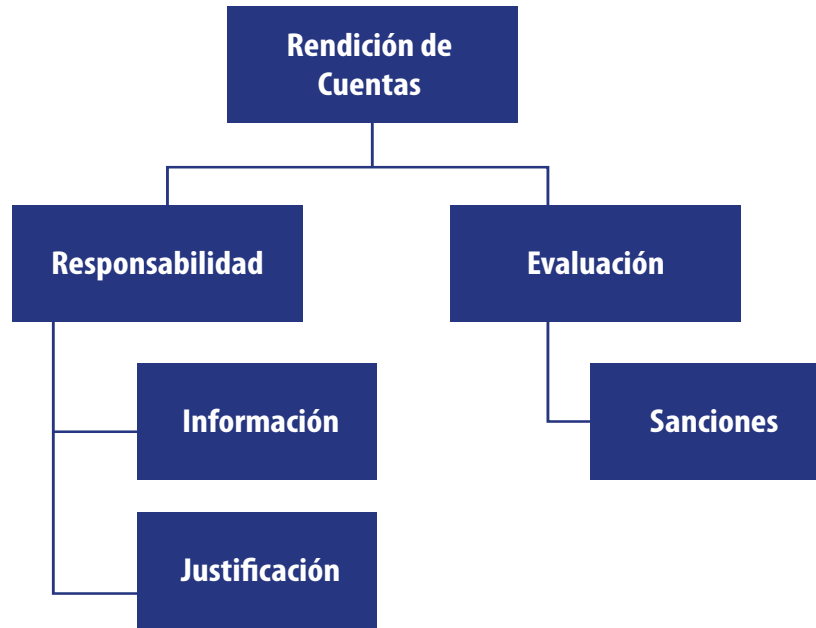 Rendición de
Cuentas
Responsabilidad
Evaluación
Información
Sanciones
Justificación